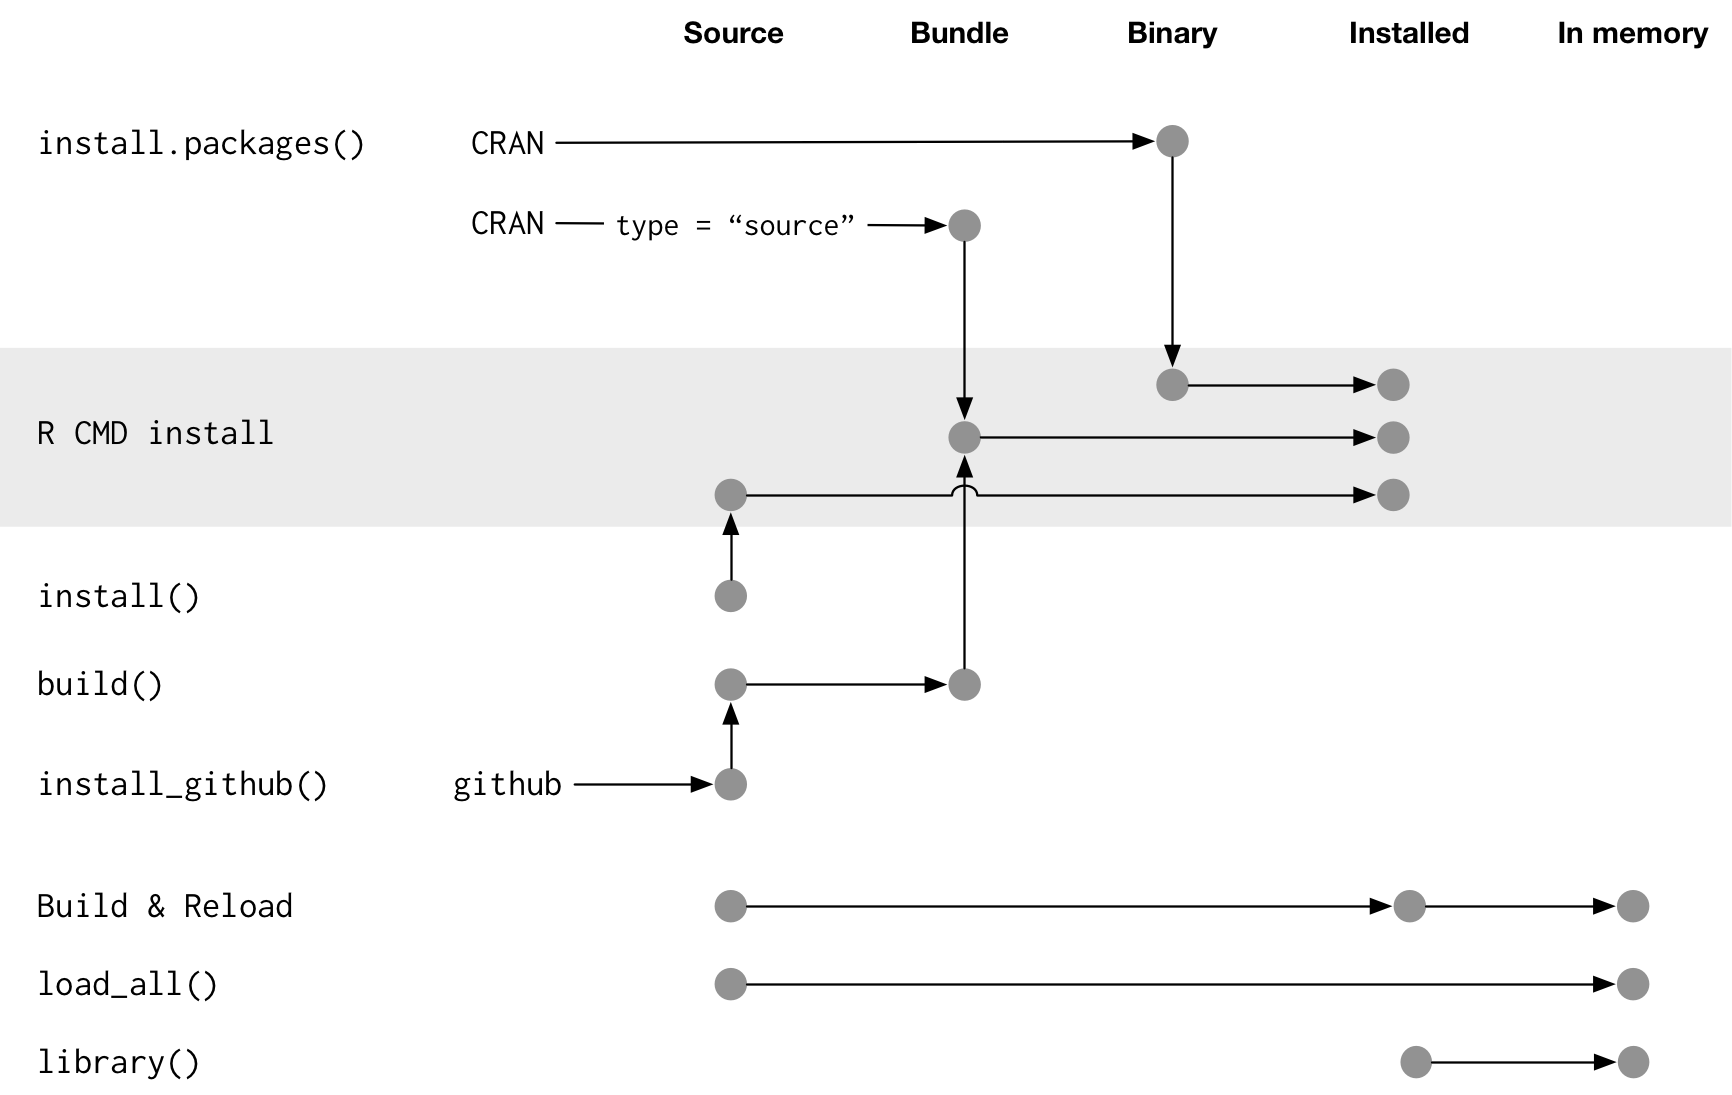 Source Bundle Binary Installed In memory
install.packages() CRAN
CRAN type = “source”
R CMD install
install()
build()
install_github() github
Build & Reload
load_all()
library()